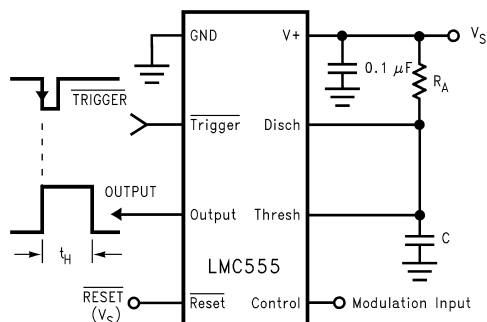 GND
V+
V_S
0.1 μF
R_A
TRIGGER
Trigger
Disch
OUTPUT
Output
Thresh
C
t_H
LMC555
RESET
(V_S)
Reset
Control
Modulation Input